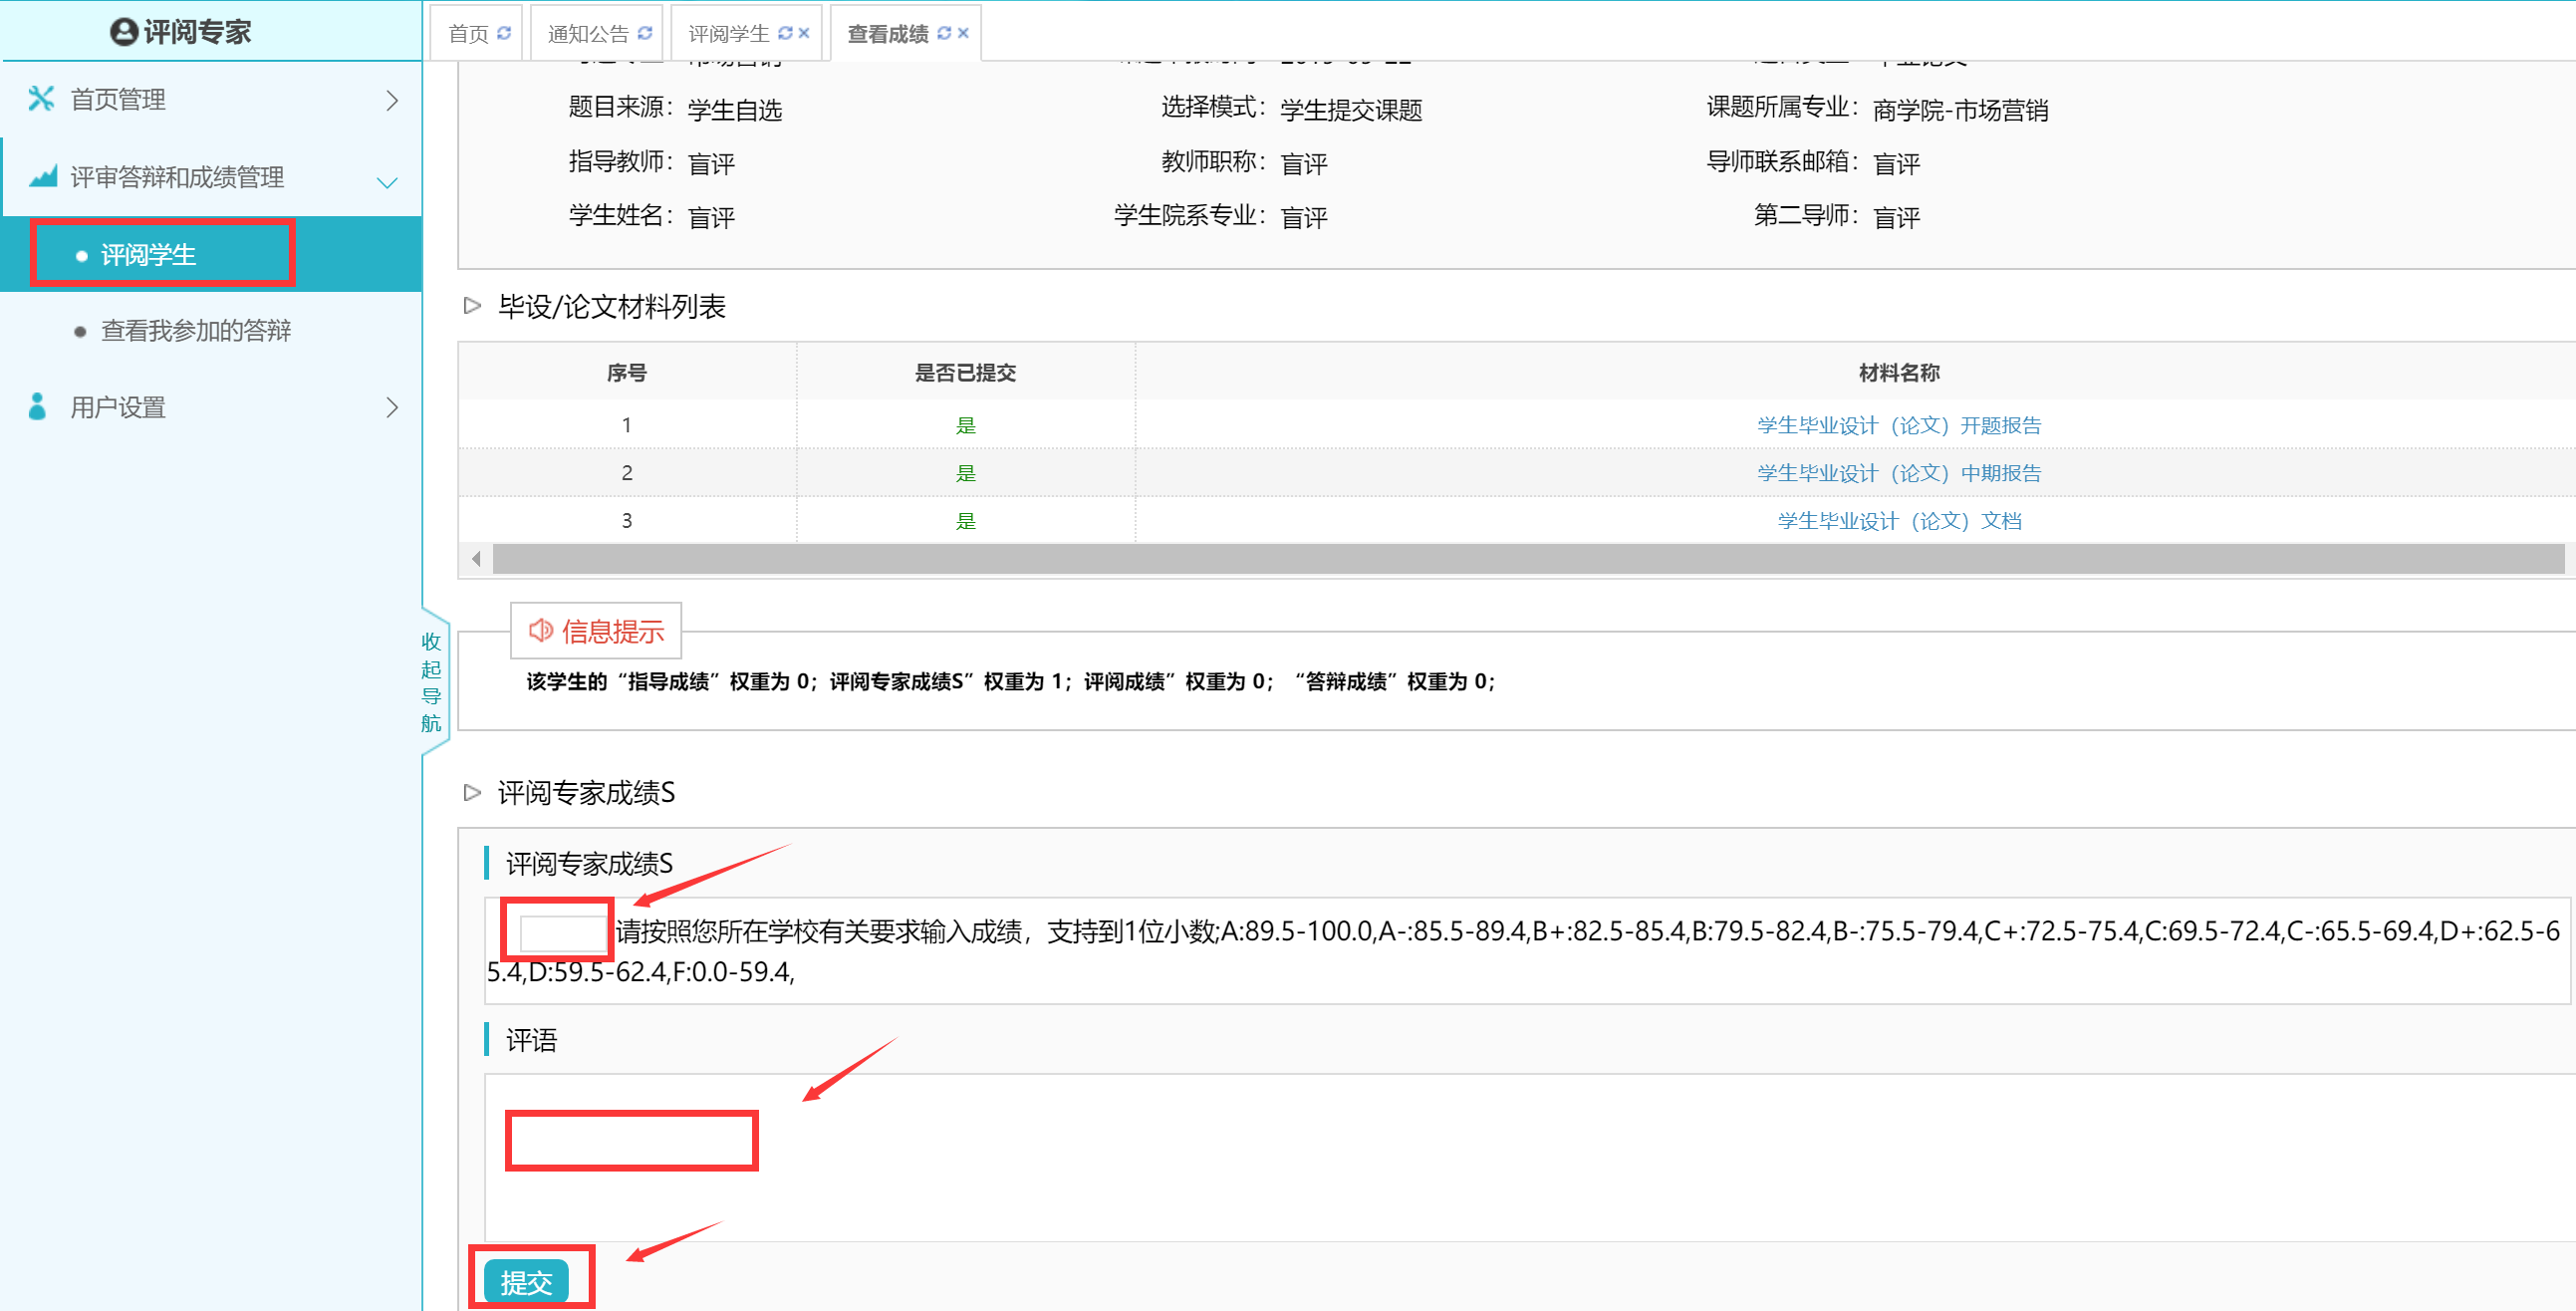 评阅专家
首页
通知公告
评阅学生
查看成绩
首页管理
评审答辩和成绩管理
评阅学生
查看我参加的答辩
用户设置
收起导航
题目来源： 学生自选
选择模式： 学生提交课题
课题所属专业： 商学院-市场营销
指导教师： 盲评
教师职称： 盲评
导师联系邮箱： 盲评
学生姓名： 盲评
学生院系专业： 盲评
第二导师： 盲评
毕设/论文材料列表
序号 是否已提交 材料名称
1 是 学生毕业设计（论文）开题报告
2 是 学生毕业设计（论文）中期报告
3 是 学生毕业设计（论文）文档
信息提示
该学生的“指导成绩”权重为 0；评阅专家成绩S”权重为 1；评阅成绩”权重为 0；“答辩成绩”权重为 0；
评阅专家成绩S
评阅专家成绩S
请按照您所在学校有关要求输入成绩，支持到1位小数;A:89.5-100.0,A-:85.5-89.4,B+:82.5-85.4,B:79.5-82.4,B-:75.5-79.4,C+:72.5-75.4,C:69.5-72.4,C-:65.5-69.4,D+:62.5-6
5.4,D:59.5-62.4,F:0.0-59.4,
评语
提交